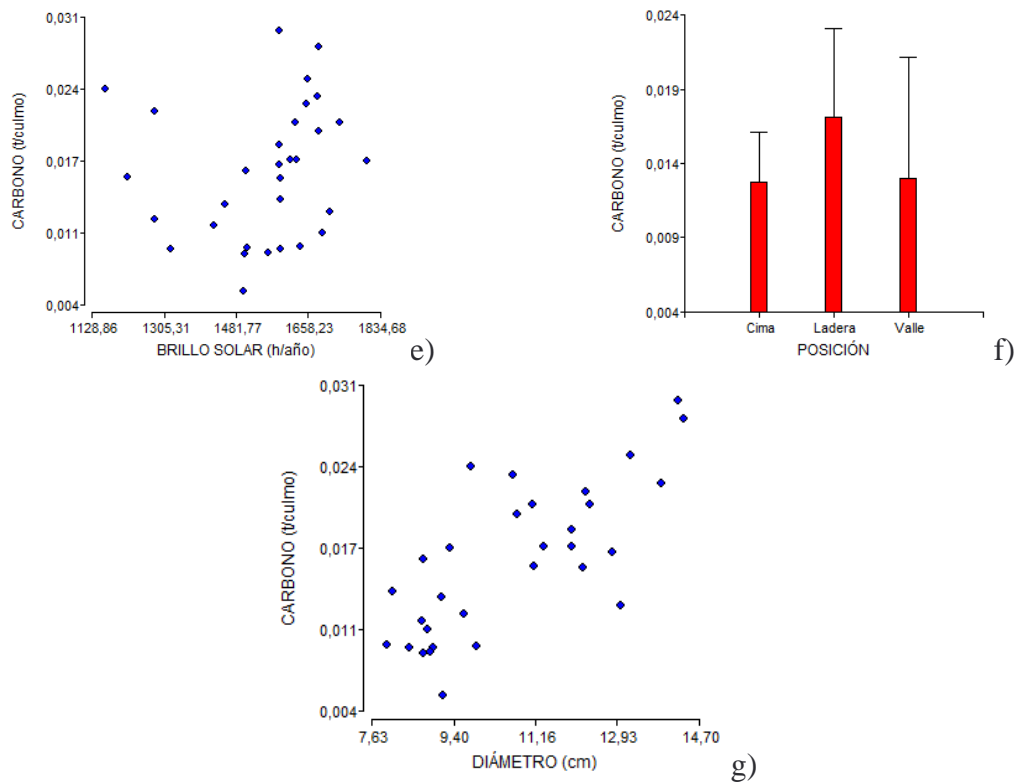 0,031
0,024
0,017
0,011
0,004
CARBONO (t/culmo)
1128,86 1305,31 1481,77 1658,23 1834,68
BRILLO SOLAR (h/año)
e)
0,024
0,019
0,014
0,009
0,004
CARBONO (t/culmo)
Cima Ladera Valle
POSICIÓN
f)
0,031
0,024
0,017
0,011
0,004
CARBONO (t/culmo)
7,63 9,40 11,16 12,93 14,70
DIÁMETRO (cm)
g)